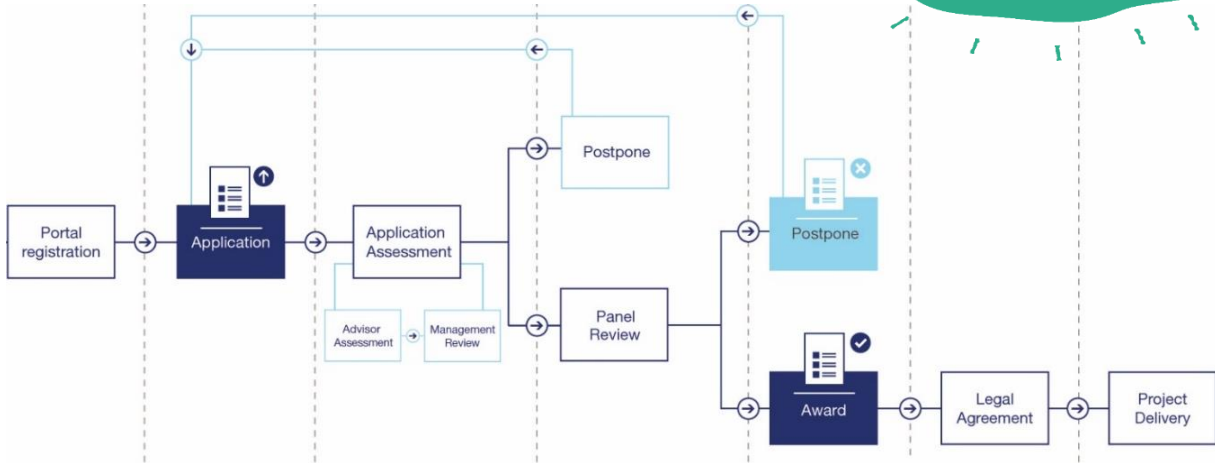 Postpone
Portal
registration
Application
Application
Assessment
Postpone
Advisor
Assessment
Management
Review
Panel
Review
Award
Legal
Agreement
Project
Delivery